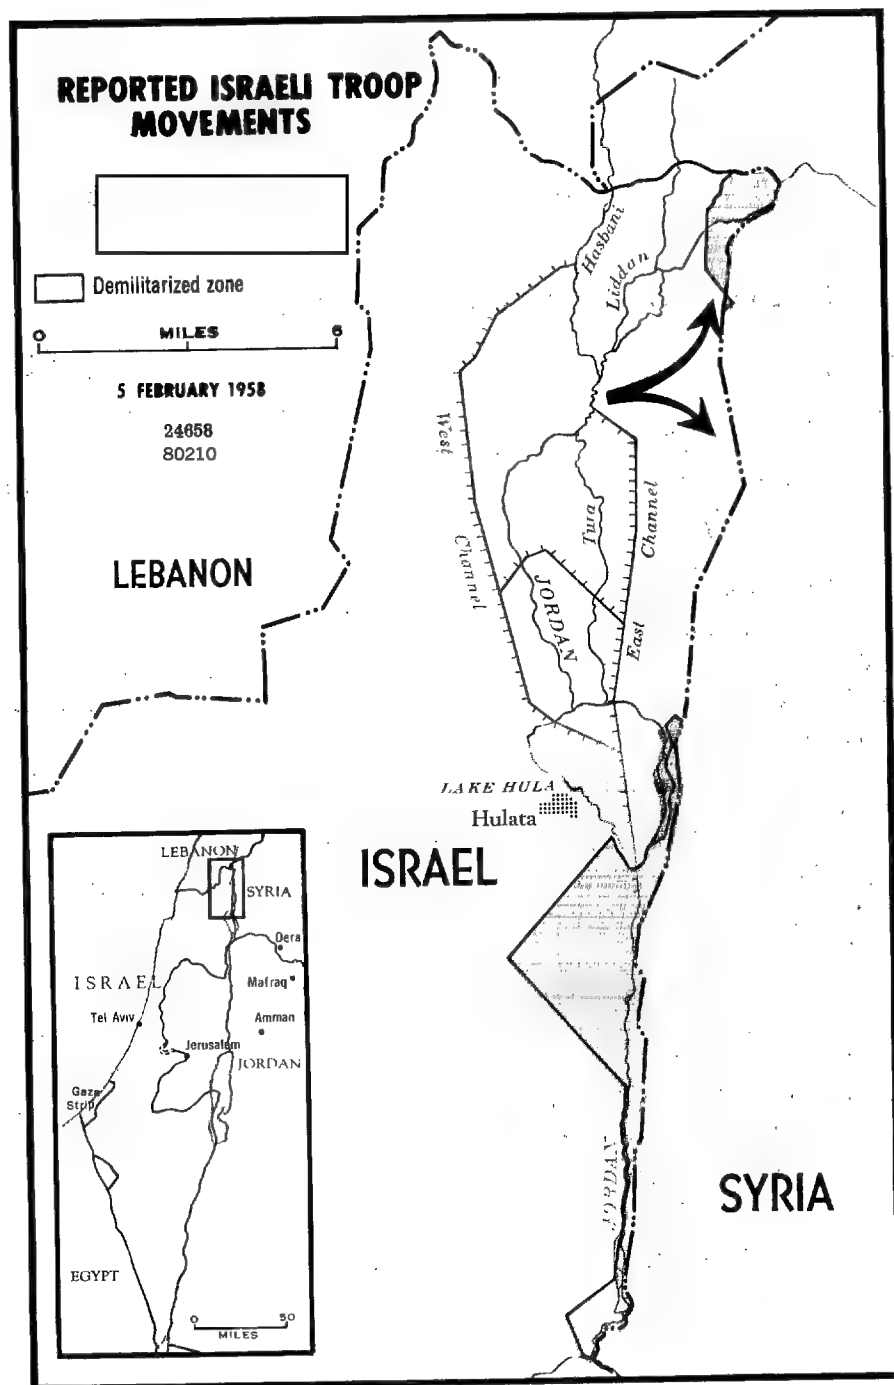 REPORTED ISRAELI TROOP
MOVEMENTS
Demilitarized zone
0 MILES 6
5 FEBRUARY 1958
24658
80210
LEBANON
Hasbani
Liddan
West
Channel
Tura
Channel
JORDAN
East
LAKE HULA
Hulata
ISRAEL
JORDAN
SYRIA
LEBANON
SYRIA
Dera
ISRAEL
Mafraq
Tel Aviv
Amman
Jerusalem
JORDAN
Gaza
Strip
EGYPT
0 50
MILES